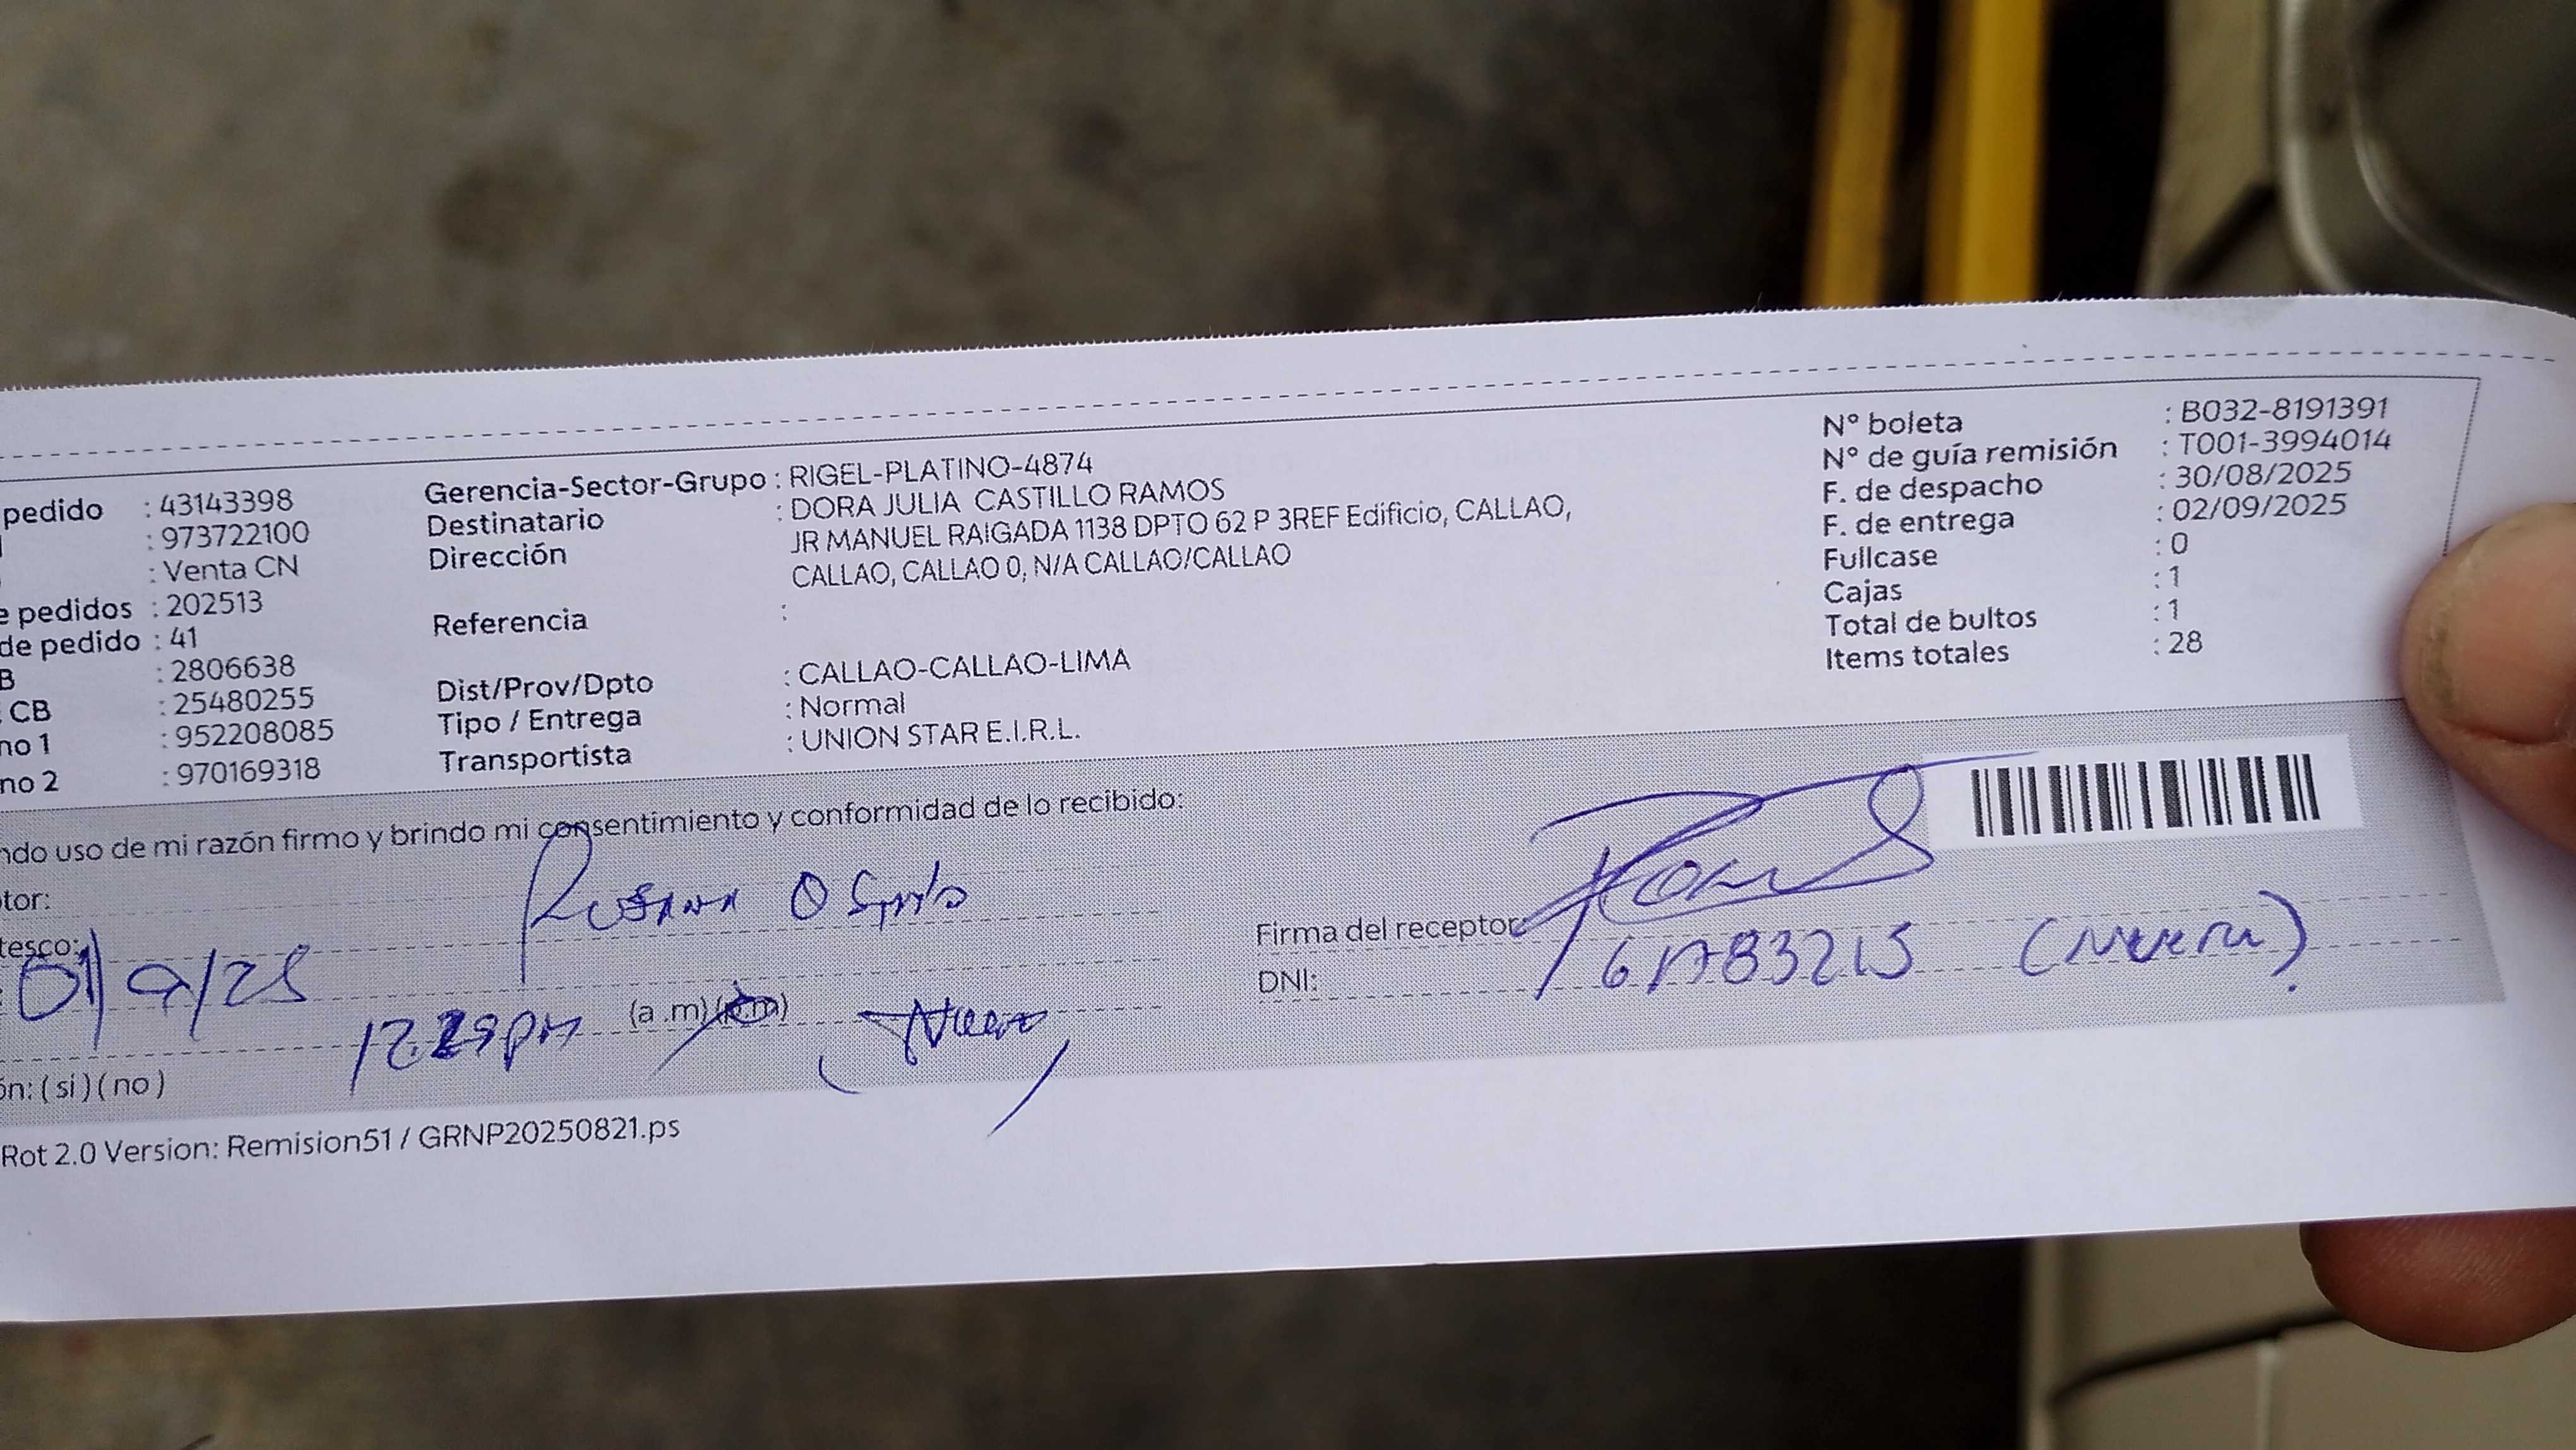 pedido : 43143398
: 973722100
: Venta CN
e pedidos : 202513
de pedido : 41
B : 2806638
CB : 25480255
no 1 : 952208085
no 2 : 970169318
Gerencia-Sector-Grupo : RIGEL-PLATINO-4874
Destinatario : DORA JULIA CASTILLO RAMOS
Dirección JR MANUEL RAIGADA 1138 DPTO 62 P 3REF Edificio, CALLAO,
CALLAO, CALLAO 0, N/A CALLAO/CALLAO
Referencia :
Dist/Prov/Dpto : CALLAO-CALLAO-LIMA
Tipo / Entrega : Normal
Transportista : UNION STAR E.I.R.L.
Nº boleta : B032-8191391
Nº de guía remisión : T001-3994014
F. de despacho : 30/08/2025
F. de entrega : 02/09/2025
Fullcase : 0
Cajas : 1
Total de bultos : 1
Items totales : 28
ndo uso de mi razón firmo y brindo mi consentimiento y conformidad de lo recibido:
tor:
tesco:
01/9/25
(a .m)
ón: ( si ) ( no )
Firma del receptor
DNI: (Nuera)
Rot 2.0 Version: Remision51 / GRNP20250821.ps